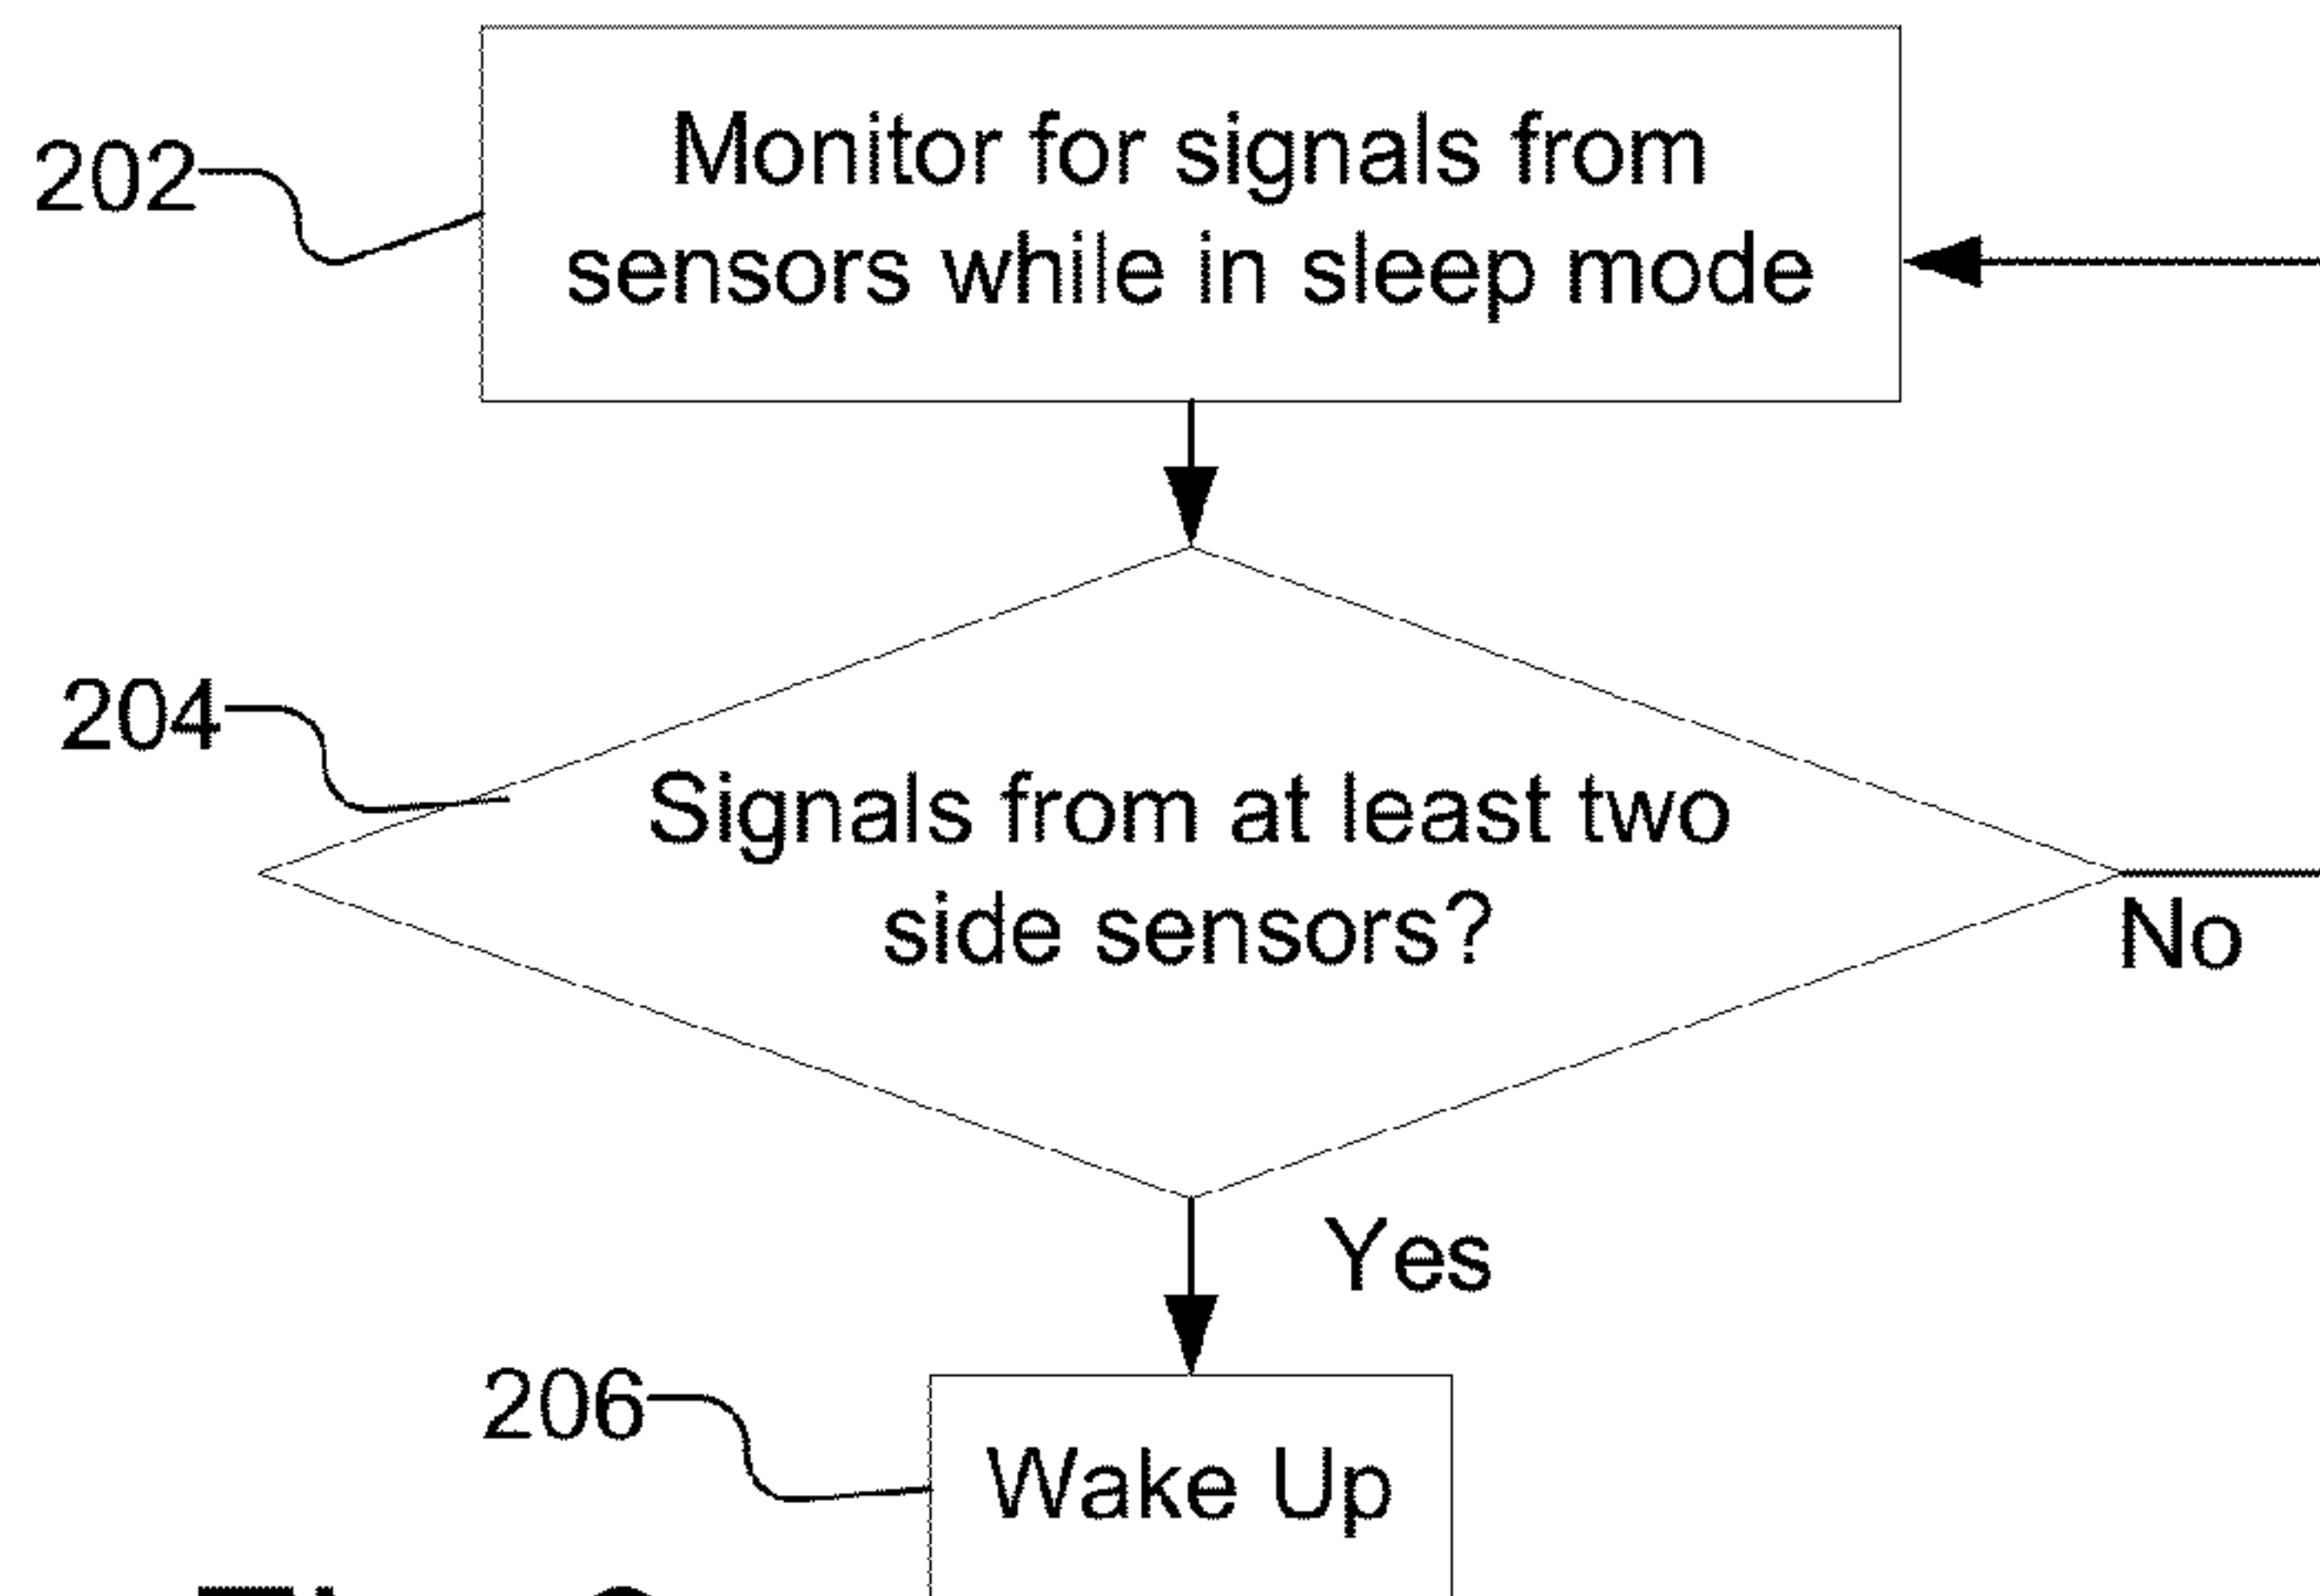 202
Monitor for signals from
sensors while in sleep mode
204
Signals from at least two
side sensors?
No
Yes
206
Wake Up